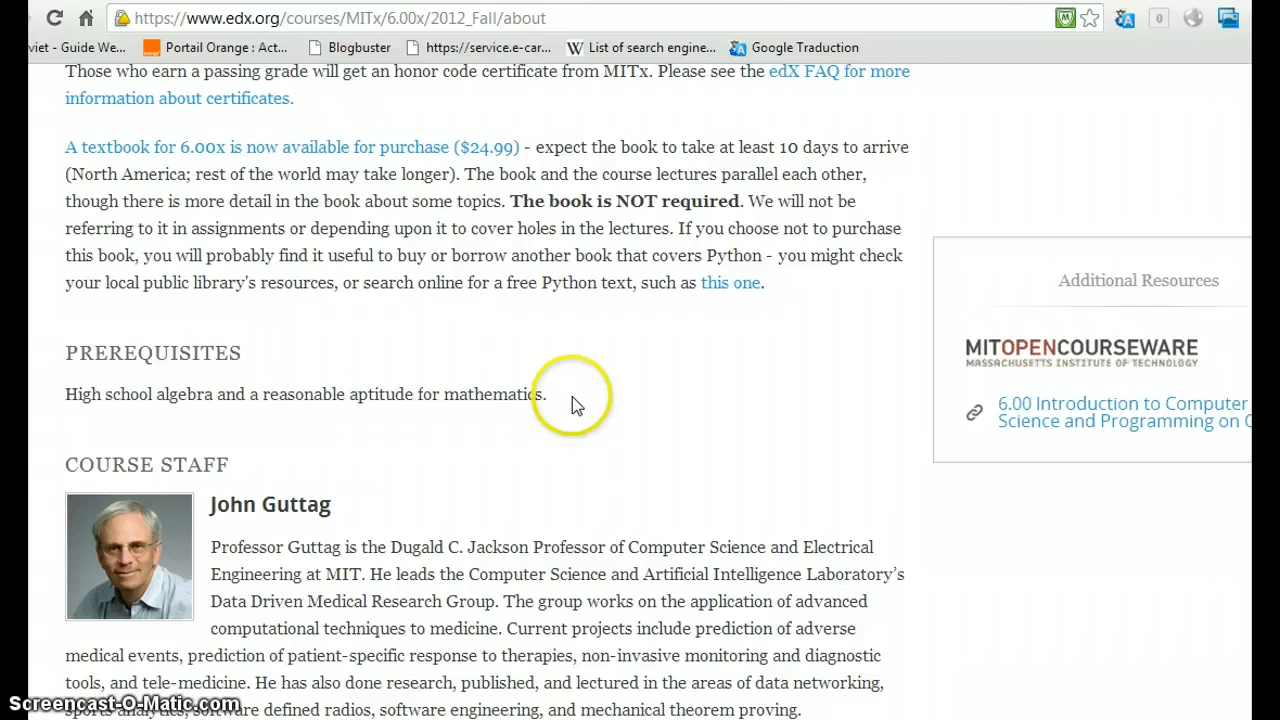 https://www.edx.org/courses/MITx/6.00x/2012_Fall/about
0
viet - Guide We...
Portail Orange : Act...
Blogbuster
https://service.e-car...
W List of search engine...
Google Traduction
Those who earn a passing grade will get an honor code certificate from MITx. Please see the edX FAQ for more
information about certificates.
A textbook for 6.00x is now available for purchase ($24.99) - expect the book to take at least 10 days to arrive
(North America; rest of the world may take longer). The book and the course lectures parallel each other,
though there is more detail in the book about some topics. The book is NOT required. We will not be
referring to it in assignments or depending upon it to cover holes in the lectures. If you choose not to purchase
this book, you will probably find it useful to buy or borrow another book that covers Python - you might check
your local public library's resources, or search online for a free Python text, such as this one.
PREREQUISITES
High school algebra and a reasonable aptitude for mathematics.
Additional Resources
MITOPENCOURSEWARE
MASSACHUSETTS INSTITUTE OF TECHNOLOGY
6.00 Introduction to Computer
Science and Programming on O
COURSE STAFF
John Guttag
Professor Guttag is the Dugald C. Jackson Professor of Computer Science and Electrical
Engineering at MIT. He leads the Computer Science and Artificial Intelligence Laboratory’s
Data Driven Medical Research Group. The group works on the application of advanced
computational techniques to medicine. Current projects include prediction of adverse
medical events, prediction of patient-specific response to therapies, non-invasive monitoring and diagnostic
tools, and tele-medicine. He has also done research, published, and lectured in the areas of data networking,
sports analytics, software defined radios, software engineering, and mechanical theorem proving.
Screencast-O-Matic.com